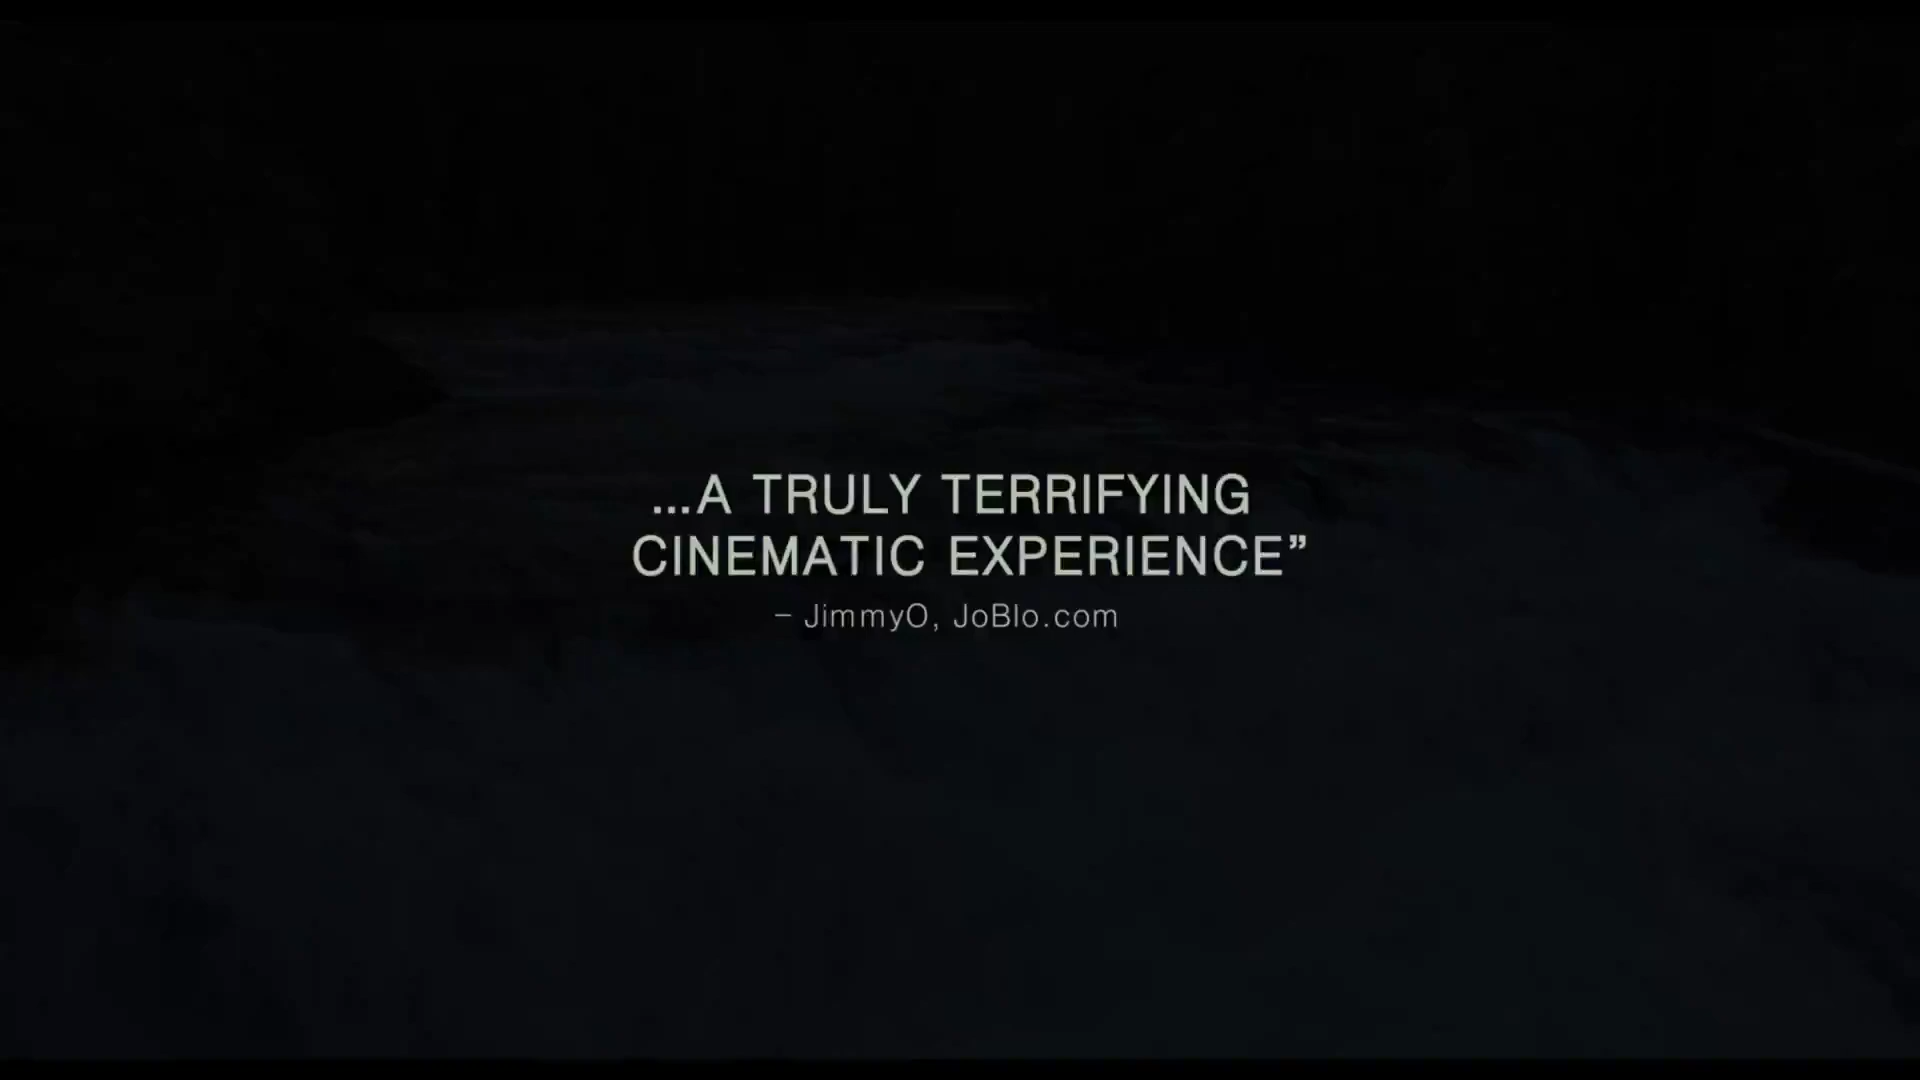 ...A TRULY TERRIFYING
CINEMATIC EXPERIENCE”
– JimmyO, JoBlo.com